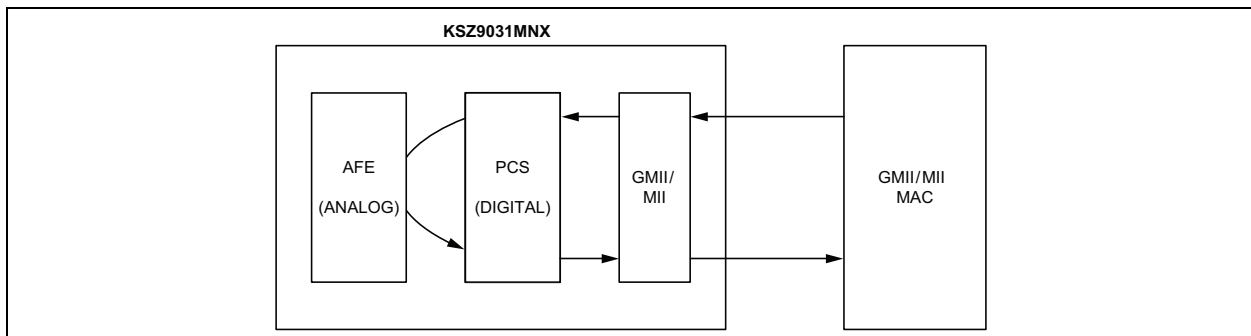 KSZ9031MNX
AFE
(ANALOG)
PCS
(DIGITAL)
GMII/
MII
GMII/MII
MAC